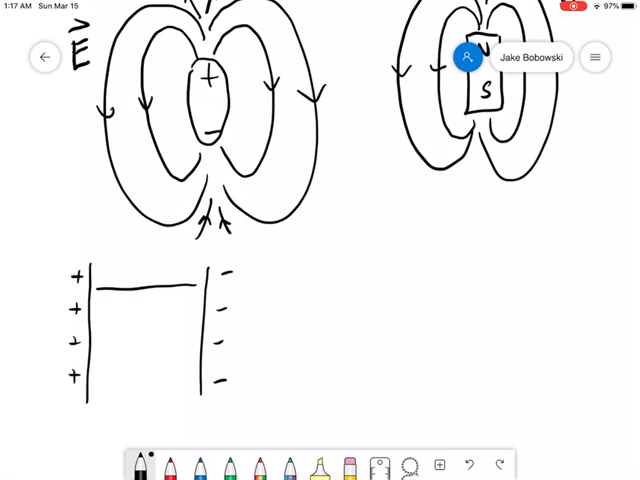 1:17 AM Sun Mar 15
97%
E
+
−
N
S
Jake Bobowski
+ −
+ −
+ −
+ −